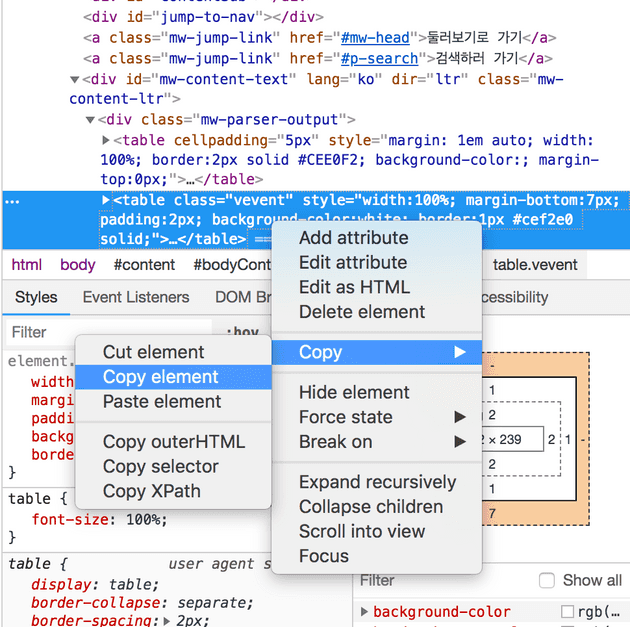 <div id="jump-to-nav"></div>
<a class="mw-jump-link" href="#mw-head">둘러보기로 가기</a>
<a class="mw-jump-link" href="#p-search">검색하러 가기</a>
▼<div id="mw-content-text" lang="ko" dir="ltr" class="mw-
content-ltr">
▼<div class="mw-parser-output">
▶<table cellpadding="5px" style="margin: 1em auto; width:
100%; border:2px solid #CEE0F2; background-color:; margin-
top:0px;">…</table>
…
▶<table class="vevent" style="width:100%; margin-bottom:7px;
padding:2px; background-color:white; border:1px #cef2e0
solid;">…</table> ==
html body #content #bodyCont table.vevent
Styles Event Listeners DOM Br
Filter :hov
element.
width
margi
paddi
backg
borde
}
table {
font-size: 100%;
}
table { user agent s
display: table;
border-collapse: separate;
border-spacing:▶ 2px;
Add attribute
Edit attribute
Edit as HTML
Delete element
Copy ▶
Hide element
Force state ▶
Break on ▶
Expand recursively
Collapse children
Scroll into view
Focus
Cut element
Copy element
Paste element
Copy outerHTML
Copy selector
Copy XPath
cessibility
-
1
2
2 × 239 2 1 -
2
1
7
Filter Show all
▶ background-color rgb(…